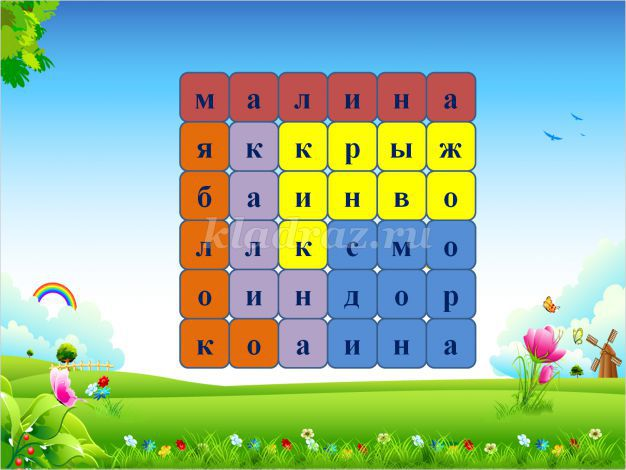 м а л и н а
я к к р ы ж
б а и н в о
kladraz.ru
л л к с м о
о и н д о р
к о а и н а